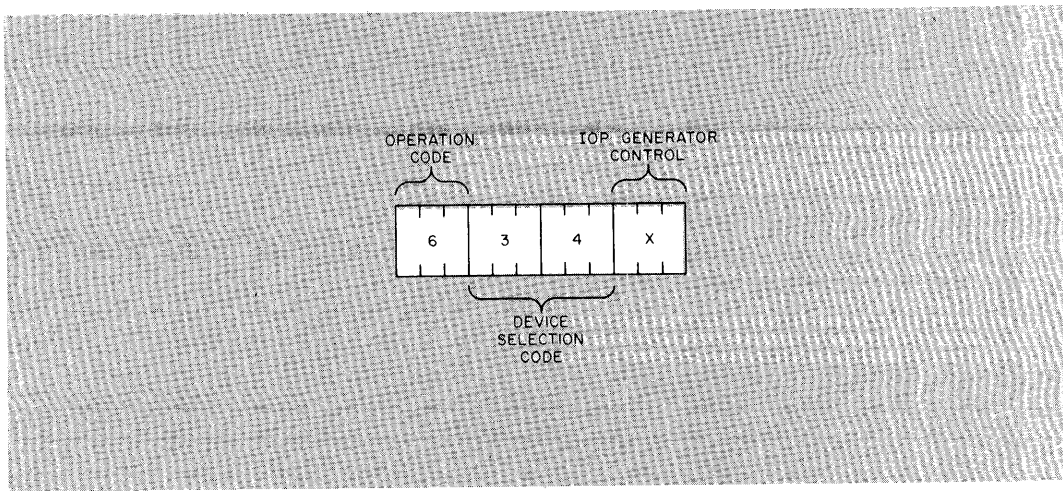 OPERATION
CODE
IOP GENERATOR
CONTROL
6 3 4 X
DEVICE
SELECTION
CODE